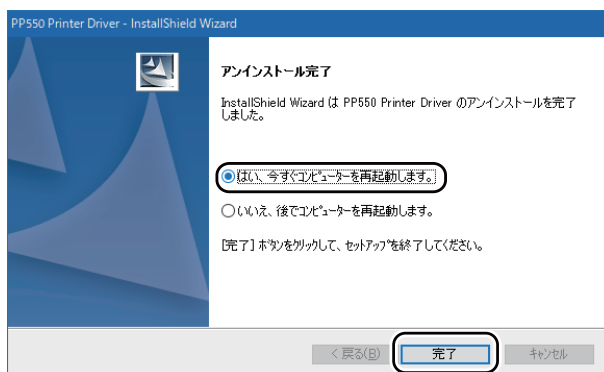 PP550 Printer Driver - InstallShield Wizard
アンインストール完了
InstallShield Wizard は PP550 Printer Driver のアンインストールを完了
しました。
はい、今すぐコンピューターを再起動します。
いいえ、後でコンピューターを再起動します。
[完了] ボタンをクリックして、セットアップを終了してください。
< 戻る(B) 完了 キャンセル